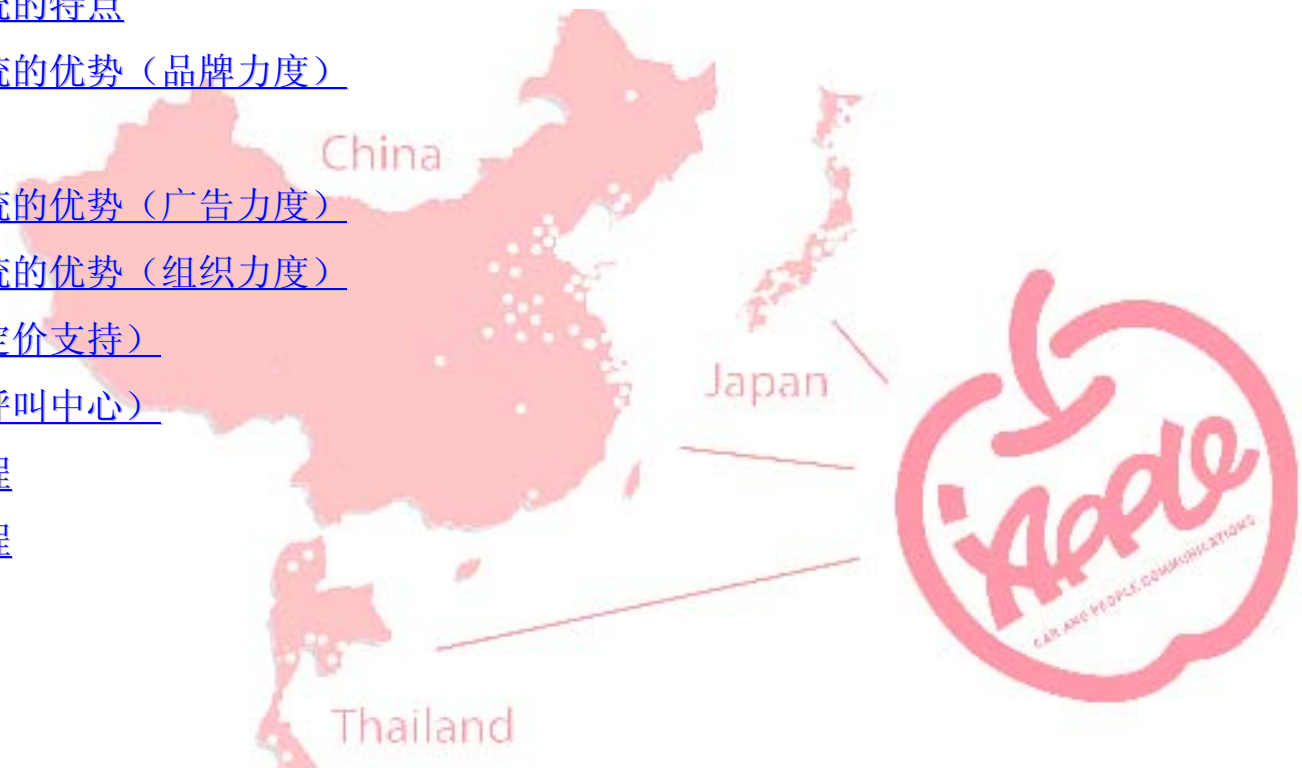 统的特点
统的优势（品牌力度）
统的优势（广告力度）
统的优势（组织力度）
定价支持）
呼叫中心）
程
程
China
Japan
Thailand
APPLE
CAR AND PEOPLE COMMUNICATIONS